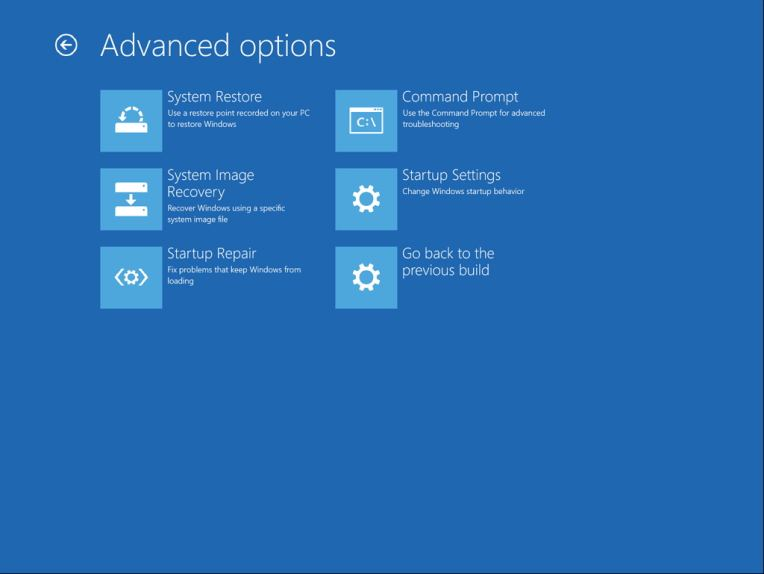 Advanced options
System Restore
Use a restore point recorded on your PC
to restore Windows
System Image
Recovery
Recover Windows using a specific
system image file
Startup Repair
Fix problems that keep Windows from
loading
C:\
Command Prompt
Use the Command Prompt for advanced
troubleshooting
Startup Settings
Change Windows startup behavior
Go back to the
previous build